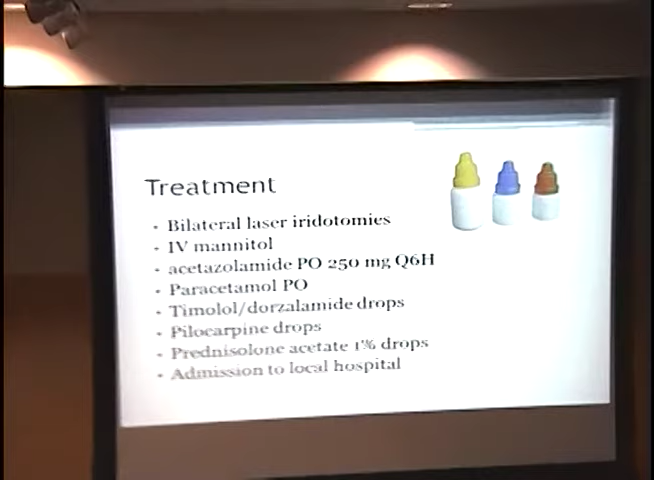 Treatment
• Bilateral laser iridotomies
• IV mannitol
• acetazolamide PO 250 mg Q6H
• Paracetamol PO
• Timolol/dorzalamide drops
• Pilocarpine drops
• Prednisolone acetate 1% drops
• Admission to local hospital